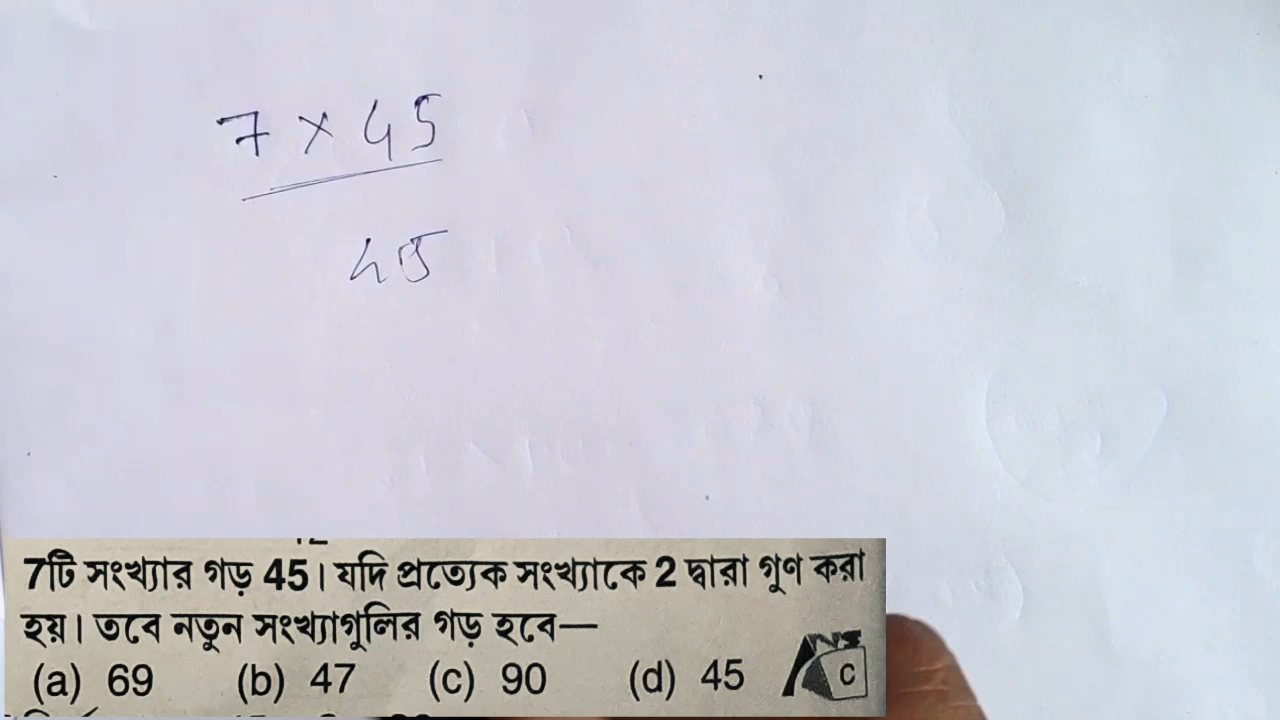 7 × 45
45
7টি সংখ্যার গড় 45। যদি প্রত্যেক সংখ্যাকে 2 দ্বারা গুণ করা
হয়। তবে নতুন সংখ্যাগুলির গড় হবে—
(a) 69 (b) 47 (c) 90 (d) 45
ANS C